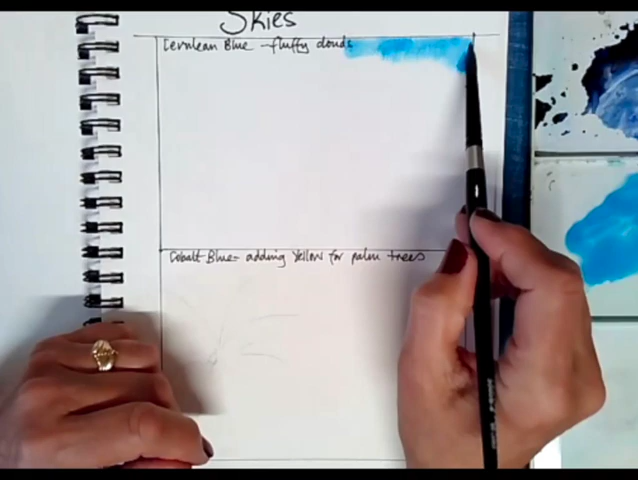 Skies
Cerulean Blue - fluffy clouds
Cobalt Blue = adding Yellow for palm trees